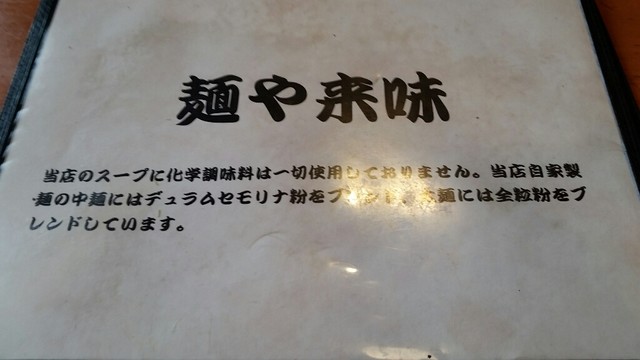 麺や来味
当店のスープに化学調味料は一切使用しておりません。当店自家製
麺の中麺にはデュラムセモリナ粉をブレンド、麺には全粒粉をブ
レンドしています。